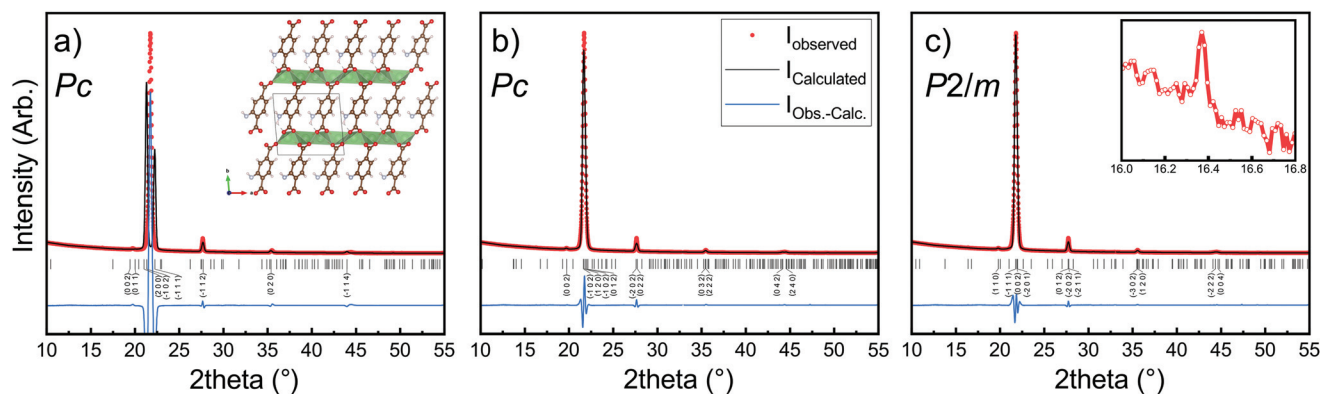 a)
Pc
Intensity (Arb.)
b
a
(0 0 2)
(0 1 1)
(2 0 0)
(-1 0 2)
(-1 1 1)
(-1 1 2)
(0 2 0)
(-1 1 4)
10 15 20 25 30 35 40 45 50 55
2theta (°)
b)
Pc
I observed
I Calculated
I Obs.-Calc.
(0 0 2)
(-1 0 2)
(1 2 0)
(-1 0 2)
(0 1 2)
(-2 0 2)
(0 2 2)
(0 3 2)
(2 2 2)
(0 4 2)
(2 4 0)
10 15 20 25 30 35 40 45 50 55
2theta (°)
c)
P2/m
16.0 16.2 16.4 16.6 16.8
(1 1 0)
(-1 1 1)
(0 0 2)
(-2 0 1)
(0 1 2)
(-2 0 2)
(-2 1 1)
(-3 0 2)
(1 2 0)
(-2 2 2)
(0 0 4)
10 15 20 25 30 35 40 45 50 55
2theta (°)